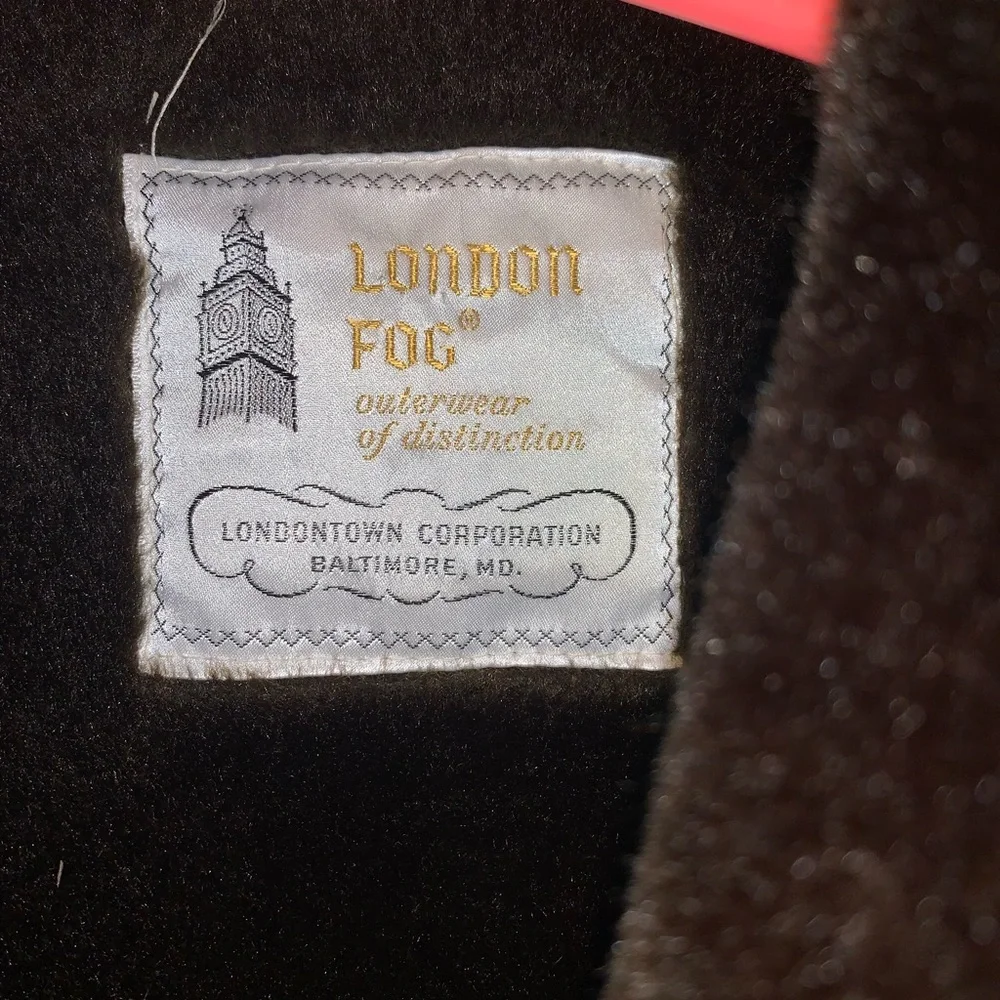 LONDON
FOG®
outerwear
of distinction
LONDONTOWN CORPORATION
BALTIMORE, MD.